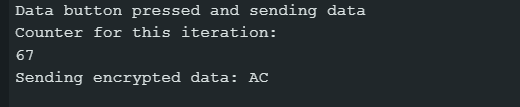 Data button pressed and sending data
Counter for this iteration:
67
Sending encrypted data: AC